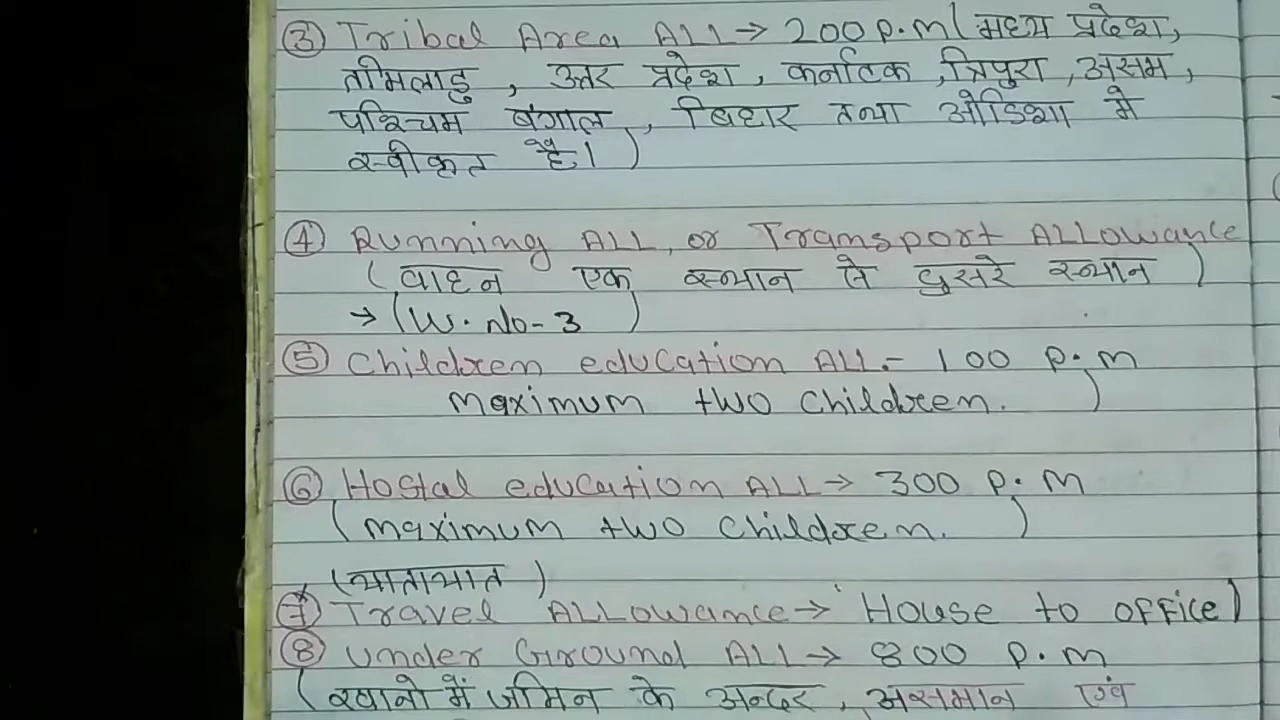 ③ Tribal Area ALL → 200 P.M ( मध्य प्रदेश,
तमिलाडु, उत्तर प्रदेश, कर्नाटक, त्रिपुरा, असम,
पश्चिम बंगाल, बिहार तथा ओडिशा मे
स्वीकृत है। )
④ Running ALL, or Transport ALLowance
( वाहन एक स्थान से दुसरे स्थान )
→ (W. No- 3 )
⑤ Children education ALL.- 100 P.M
maximum two children. )
⑥ Hostal education ALL → 300 P.M
( maximum two children. )
( यातायात )
⑦ Travel ALLowance → House to office )
⑧ under Ground ALL → 800 P.M
( खानो में जमिन के अन्दर, असमान एवं